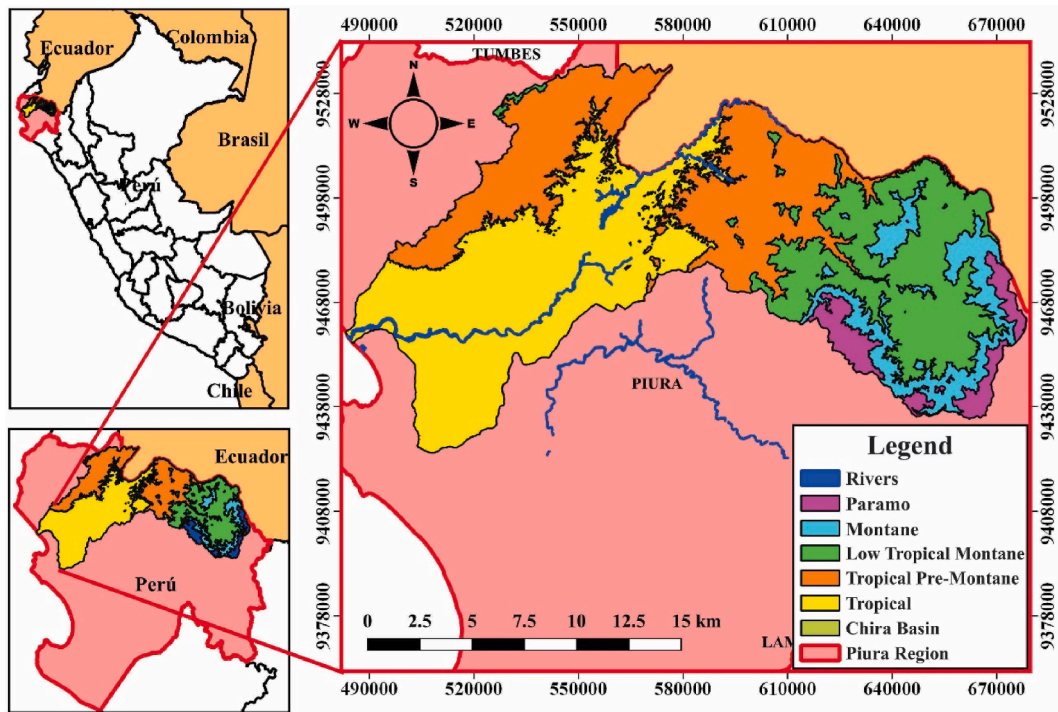 Ecuador
Colombia
Brasil
Perú
Bolivia
Chile
Ecuador
Perú
490000 520000 550000 580000 610000 640000 670000
9528000
9498000
9468000
9438000
9408000
9378000
TUMBES
N
W E
S
PIURA
LAM
0 2.5 5 7.5 10 12.5 15 km
Legend
Rivers
Paramo
Montane
Low Tropical Montane
Tropical Pre-Montane
Tropical
Chira Basin
Piura Region
9528000
9498000
9468000
9438000
9408000
9378000
490000 520000 550000 580000 610000 640000 670000